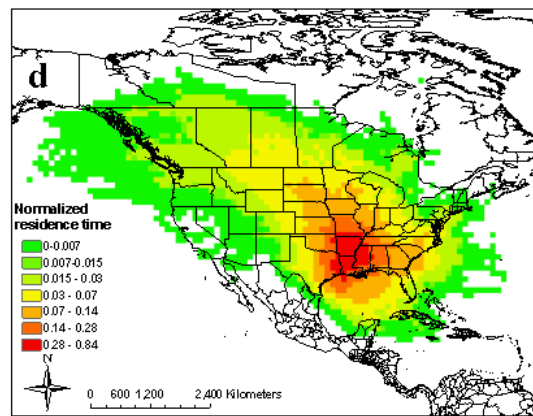 d
Normalized
residence time
0-0.007
0.007-0.015
0.015 - 0.03
0.03 - 0.07
0.07 - 0.14
0.14 - 0.28
0.28 - 0.84
N
0 600 1,200 2,400 Kilometers